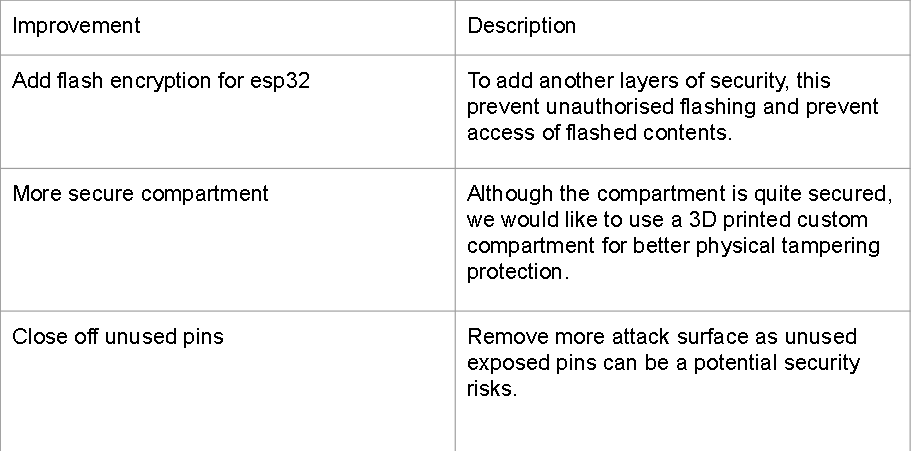 Improvement
Description
Add flash encryption for esp32
To add another layers of security, this
prevent unauthorised flashing and prevent
access of flashed contents.
More secure compartment
Although the compartment is quite secured,
we would like to use a 3D printed custom
compartment for better physical tampering
protection.
Close off unused pins
Remove more attack surface as unused
exposed pins can be a potential security
risks.